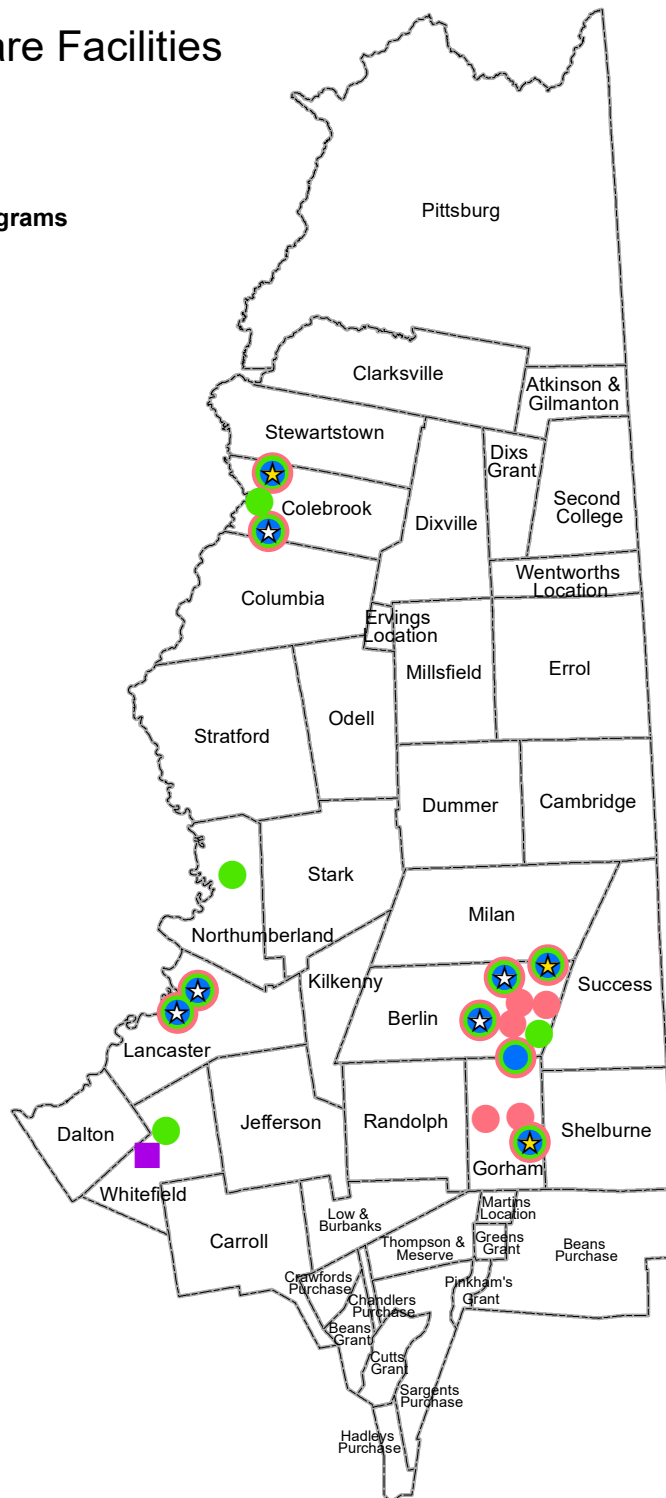 are Facilities
grams
Pittsburg
Clarksville
Atkinson &
Gilmanton
Stewartstown
Dixs
Grant
Colebrook
Second
College
Dixville
Wentworths
Location
Columbia
Ervings
Location
Millsfield
Errol
Odell
Stratford
Dummer
Cambridge
Stark
Milan
Northumberland
Kilkenny
Success
Berlin
Lancaster
Jefferson
Randolph
Shelburne
Dalton
Gorham
Whitefield
Martins
Location
Low &
Burbanks
Carroll
Thompson &
Meserve
Greens
Grant
Beans
Purchase
Crawfords
Purchase
Pinkham's
Grant
Chandlers
Purchase
Beans
Grant
Cutts
Grant
Sargents
Purchase
Hadleys
Purchase